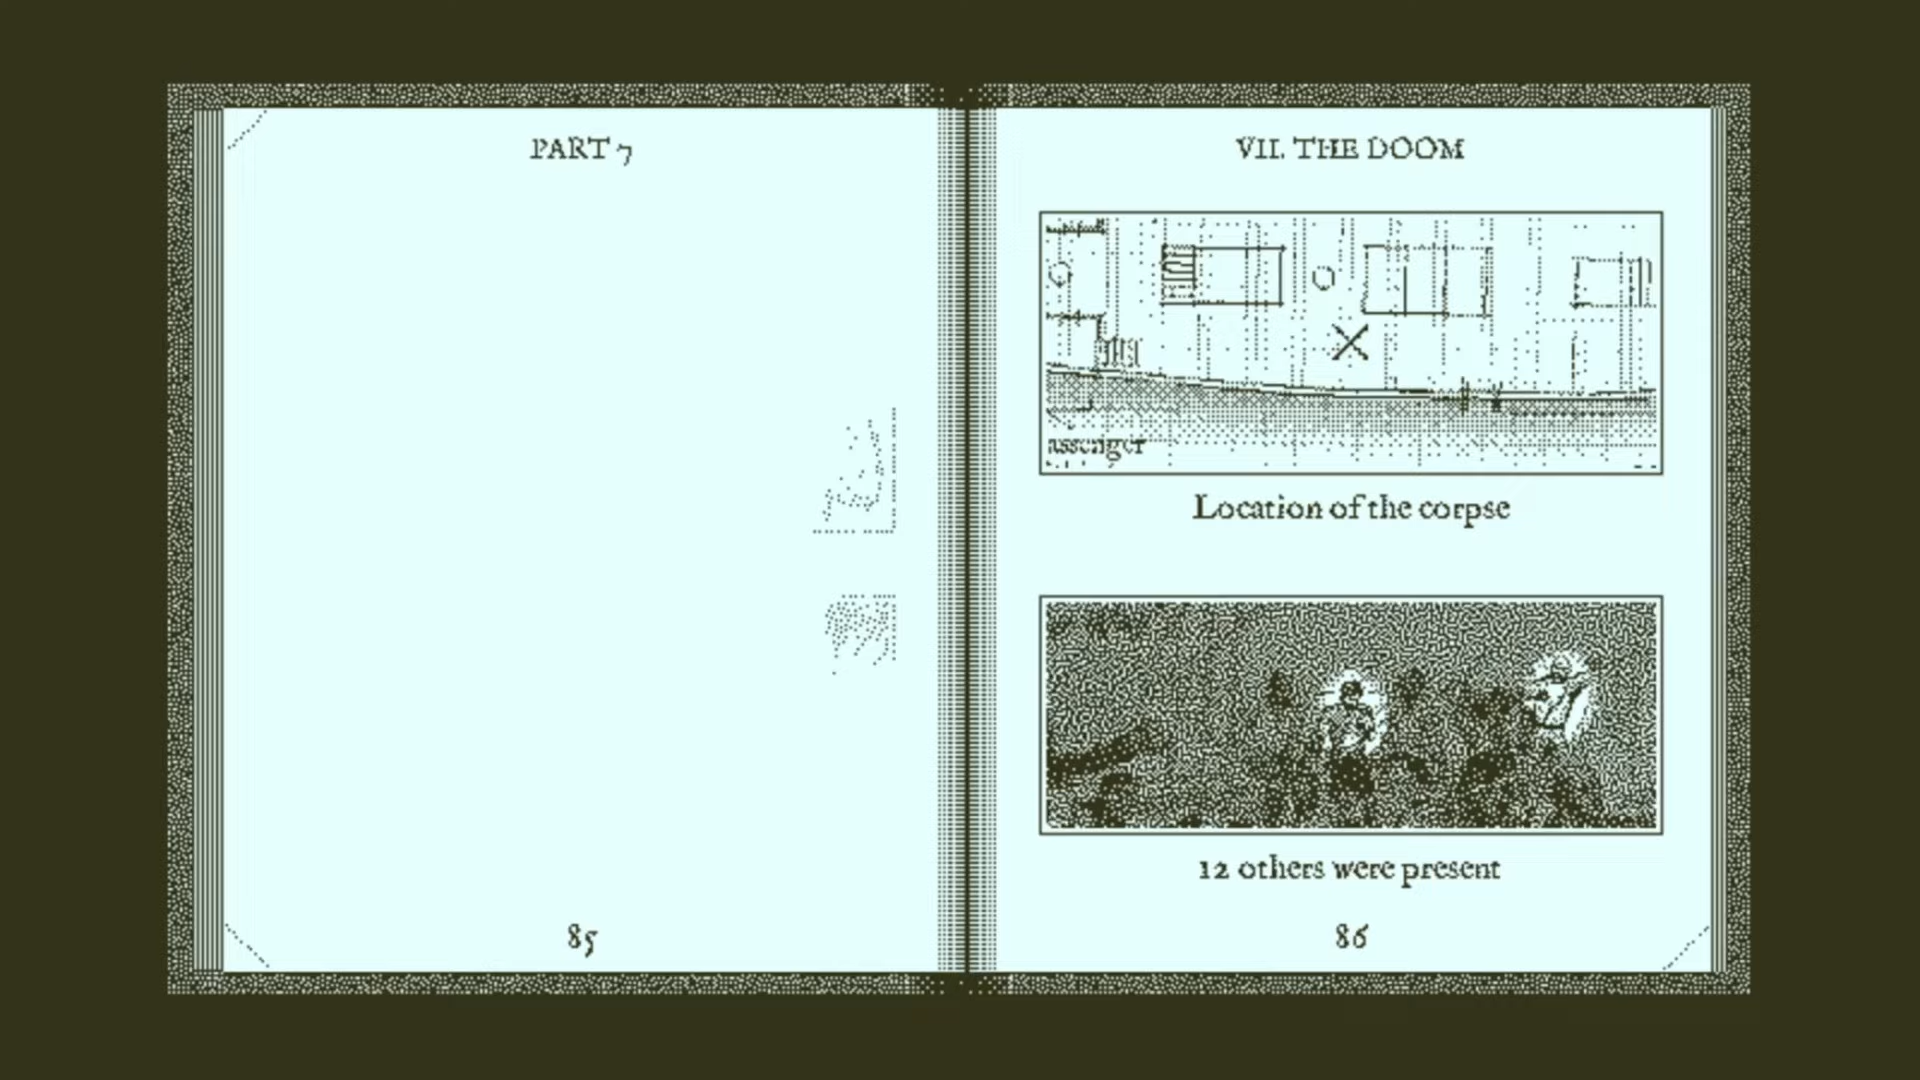 PART 7
85
VII. THE DOOM
assenger
Location of the corpse
12 others were present
86